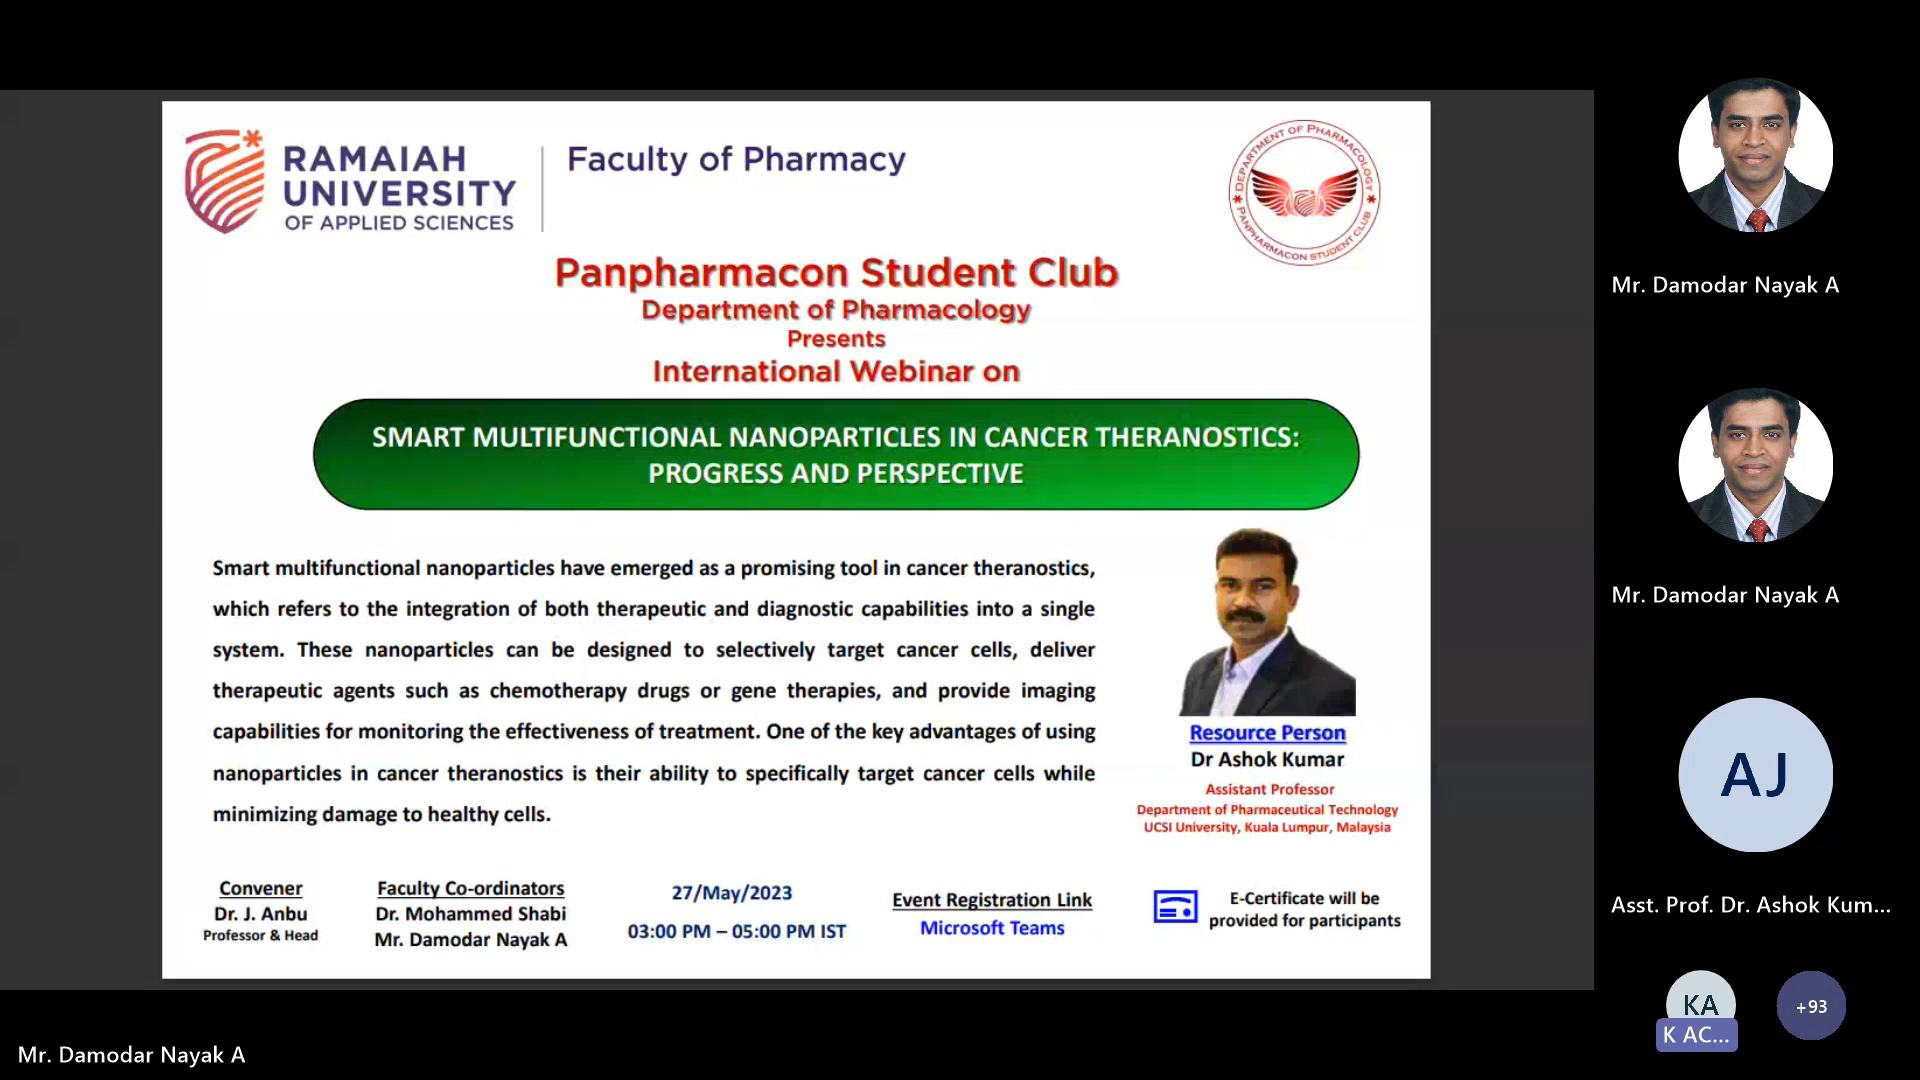 RAMAIAH
UNIVERSITY
OF APPLIED SCIENCES
Faculty of Pharmacy
DEPARTMENT OF PHARMACOLOGY
PANPHARMACON STUDENT CLUB
Panpharmacon Student Club
Department of Pharmacology
Presents
International Webinar on
SMART MULTIFUNCTIONAL NANOPARTICLES IN CANCER THERANOSTICS:
PROGRESS AND PERSPECTIVE
Smart multifunctional nanoparticles have emerged as a promising tool in cancer theranostics,
which refers to the integration of both therapeutic and diagnostic capabilities into a single
system. These nanoparticles can be designed to selectively target cancer cells, deliver
therapeutic agents such as chemotherapy drugs or gene therapies, and provide imaging
capabilities for monitoring the effectiveness of treatment. One of the key advantages of using
nanoparticles in cancer theranostics is their ability to specifically target cancer cells while
minimizing damage to healthy cells.
Resource Person
Dr Ashok Kumar
Assistant Professor
Department of Pharmaceutical Technology
UCSI University, Kuala Lumpur, Malaysia
Convener
Dr. J. Anbu
Professor & Head
Faculty Co-ordinators
Dr. Mohammed Shabi
Mr. Damodar Nayak A
27/May/2023
03:00 PM – 05:00 PM IST
Event Registration Link
Microsoft Teams
E-Certificate will be
provided for participants
Mr. Damodar Nayak A
Mr. Damodar Nayak A
AJ
Asst. Prof. Dr. Ashok Kum...
KA
K AC...
+93
Mr. Damodar Nayak A